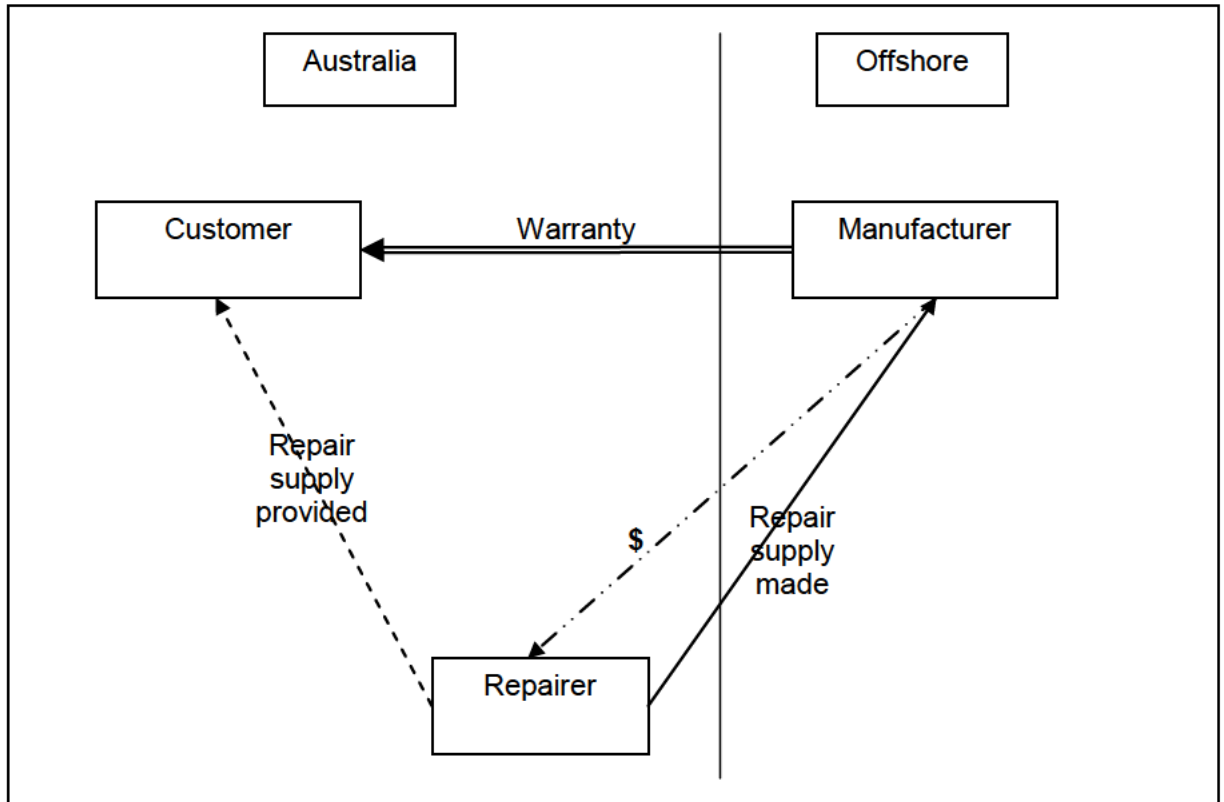 Australia
Offshore
Customer
Warranty
Manufacturer
Repair
supply
provided
$
Repair
supply
made
Repairer